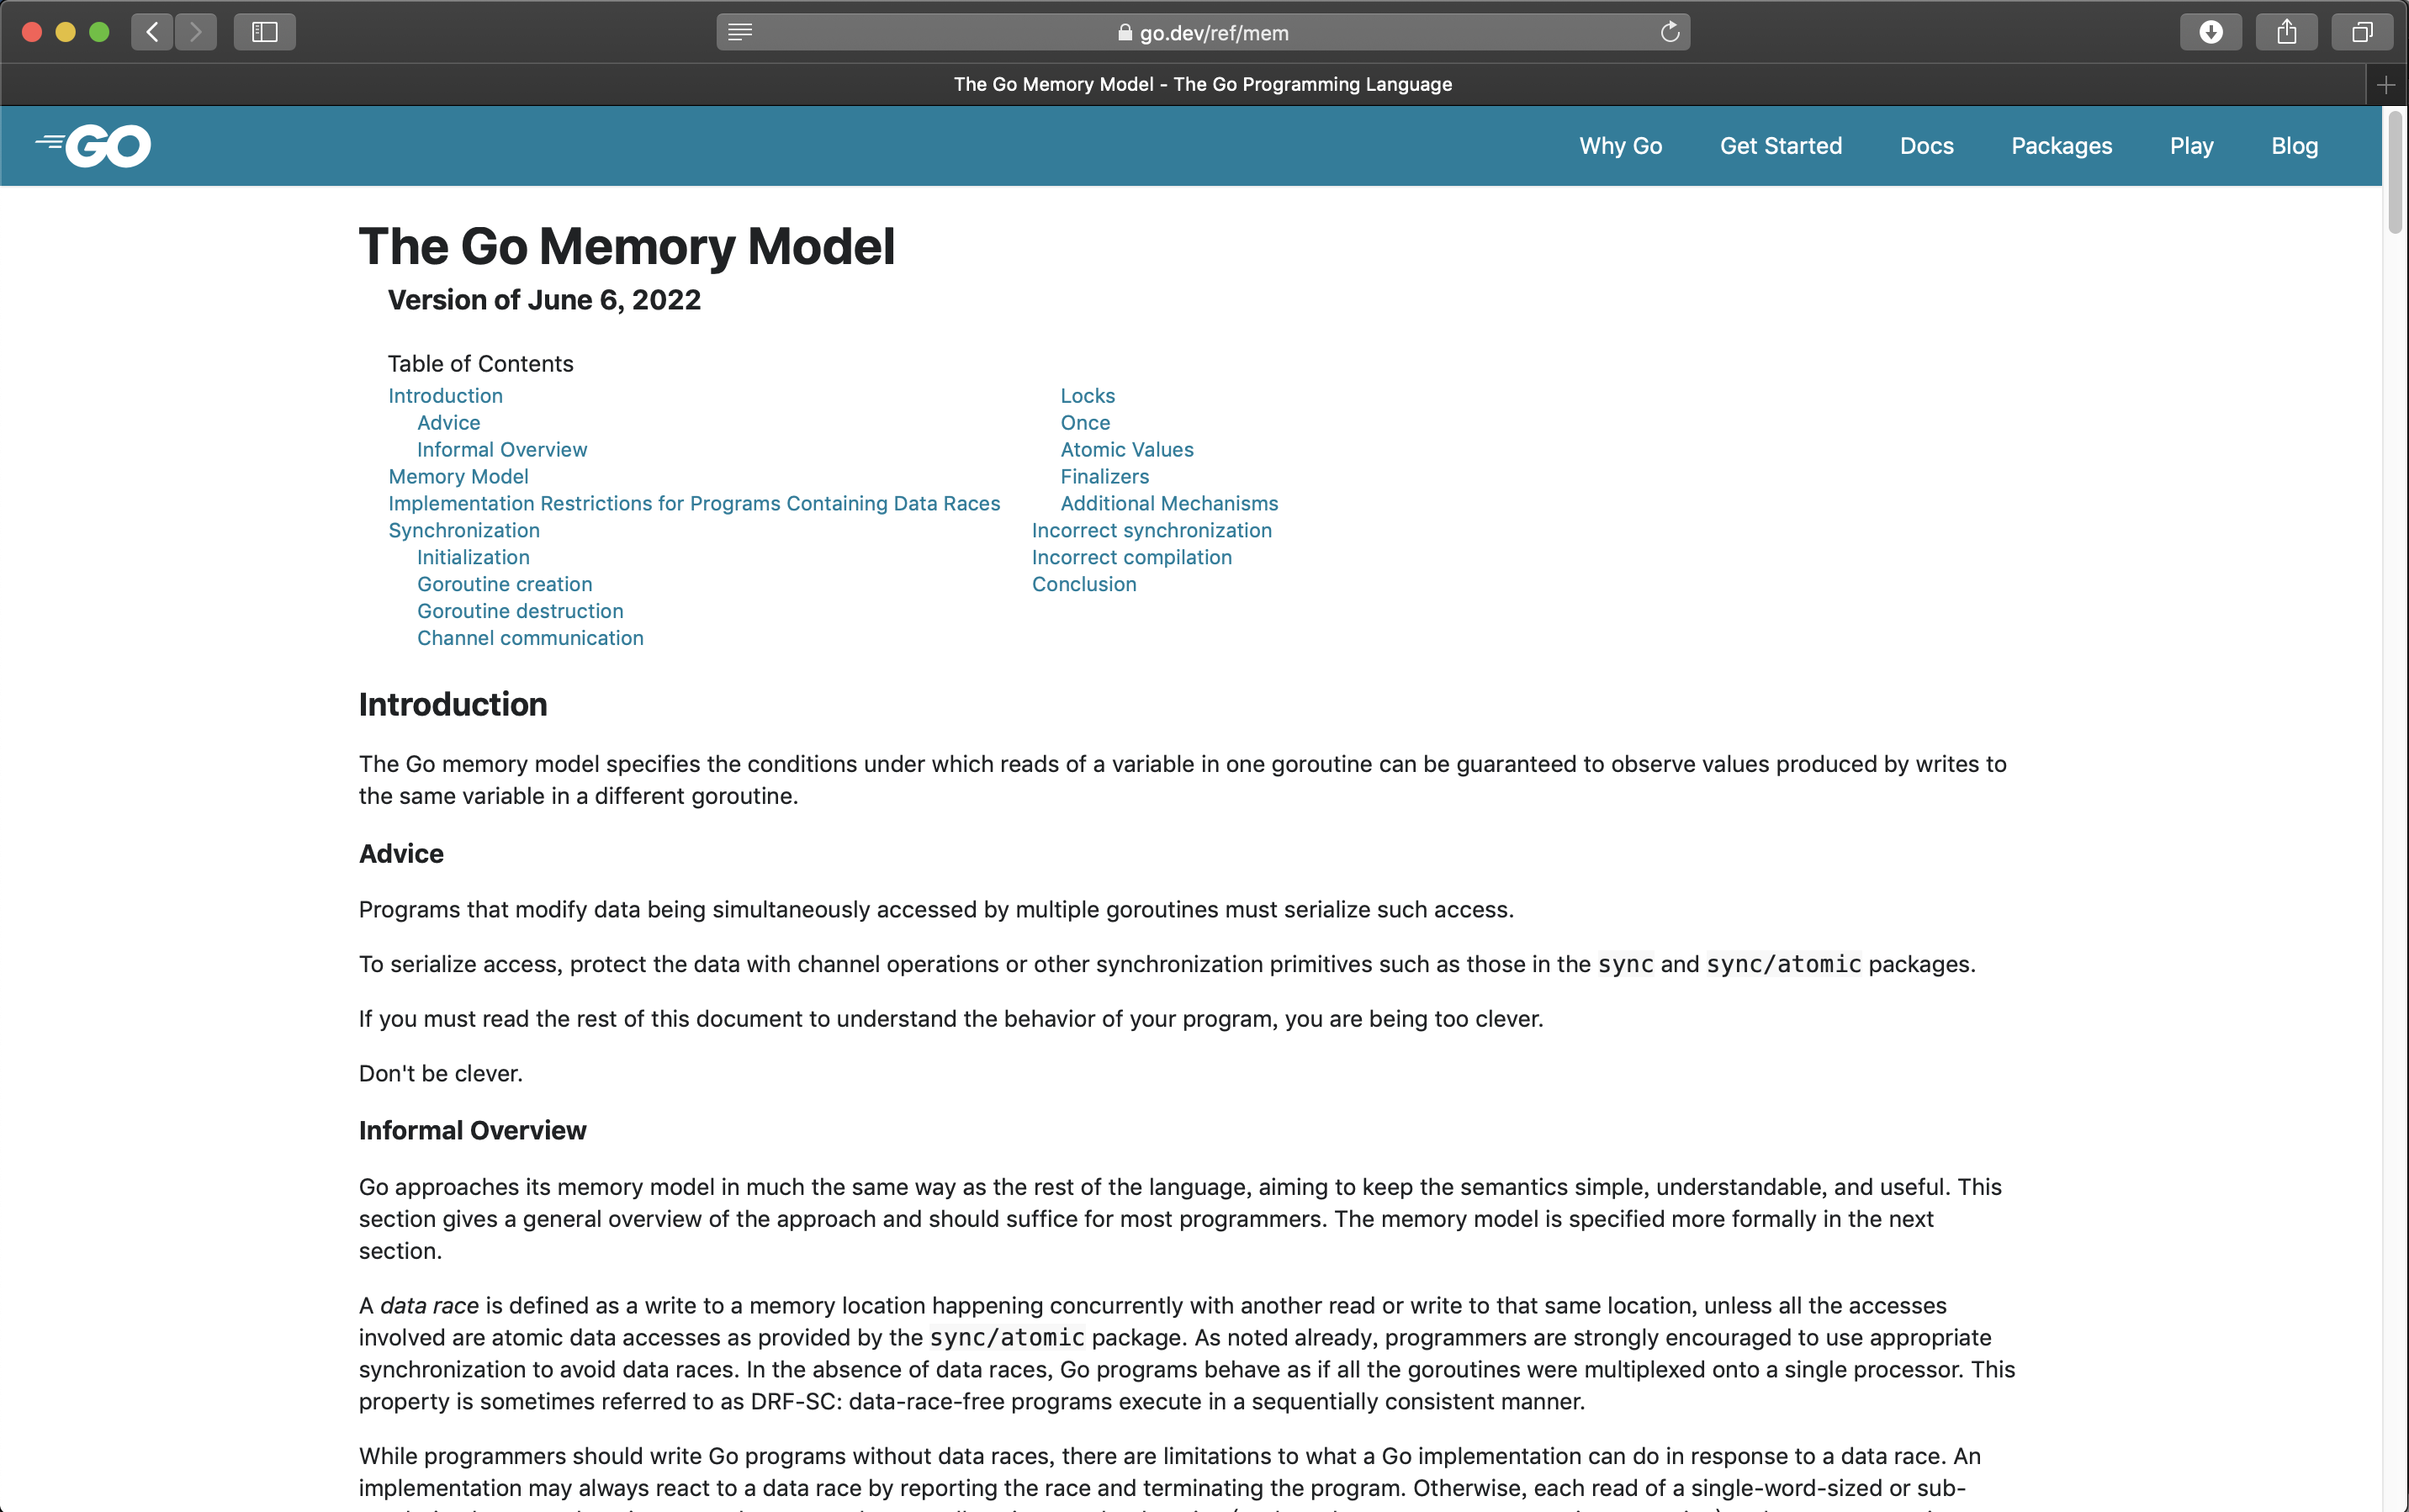 go.dev/ref/mem
The Go Memory Model - The Go Programming Language
GO
Why Go
Get Started
Docs
Packages
Play
Blog
The Go Memory Model
Version of June 6, 2022
Table of Contents
Introduction
Advice
Informal Overview
Memory Model
Implementation Restrictions for Programs Containing Data Races
Synchronization
Initialization
Goroutine creation
Goroutine destruction
Channel communication
Locks
Once
Atomic Values
Finalizers
Additional Mechanisms
Incorrect synchronization
Incorrect compilation
Conclusion
Introduction
The Go memory model specifies the conditions under which reads of a variable in one goroutine can be guaranteed to observe values produced by writes to
the same variable in a different goroutine.
Advice
Programs that modify data being simultaneously accessed by multiple goroutines must serialize such access.
To serialize access, protect the data with channel operations or other synchronization primitives such as those in the sync and sync/atomic packages.
If you must read the rest of this document to understand the behavior of your program, you are being too clever.
Don't be clever.
Informal Overview
Go approaches its memory model in much the same way as the rest of the language, aiming to keep the semantics simple, understandable, and useful. This
section gives a general overview of the approach and should suffice for most programmers. The memory model is specified more formally in the next
section.
A data race is defined as a write to a memory location happening concurrently with another read or write to that same location, unless all the accesses
involved are atomic data accesses as provided by the sync/atomic package. As noted already, programmers are strongly encouraged to use appropriate
synchronization to avoid data races. In the absence of data races, Go programs behave as if all the goroutines were multiplexed onto a single processor. This
property is sometimes referred to as DRF-SC: data-race-free programs execute in a sequentially consistent manner.
While programmers should write Go programs without data races, there are limitations to what a Go implementation can do in response to a data race. An
implementation may always react to a data race by reporting the race and terminating the program. Otherwise, each read of a single-word-sized or sub-